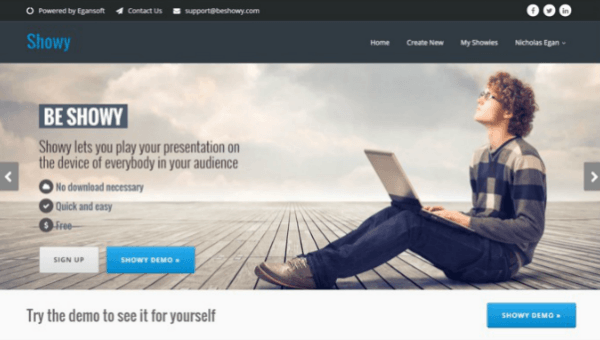 Powered by Egansoft Contact Us support@beshowy.com
Showy
Home Create New My Showies Nicholas Egan
BE SHOWY
Showy lets you play your presentation on
the device of everybody in your audience
No download necessary
Quick and easy
Free
SIGN UP SHOWY DEMO »
Try the demo to see it for yourself SHOWY DEMO »